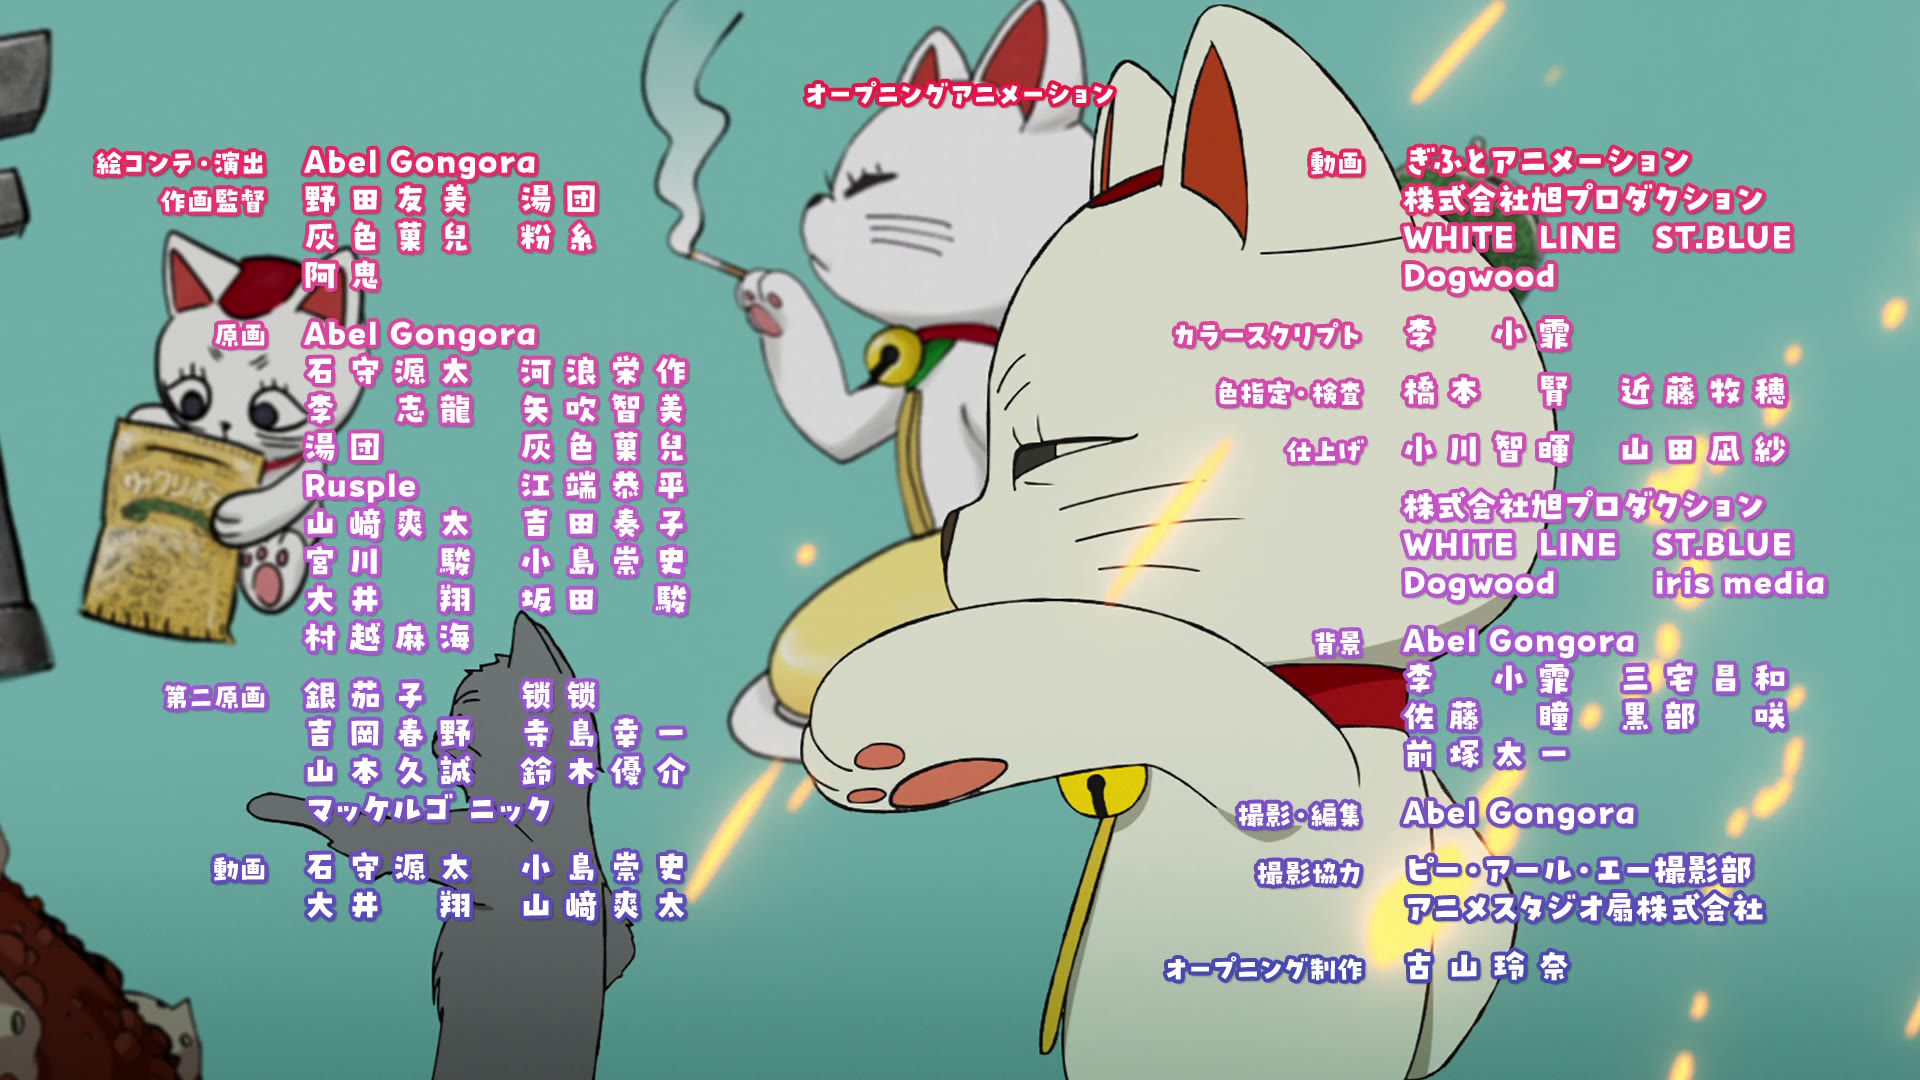 オープニングアニメーション
絵コンテ・演出 Abel Gongora
作画監督 野田友美 湯団
灰色菓兒 粉糸
阿鬼
原画 Abel Gongora
石守源太 河浪栄作
李 志龍 矢吹智美
湯団 灰色菓兒
Rusple 江端恭平
山﨑爽太 吉田奏子
宮川 駿 小島崇史
大井 翔 坂田 駿
村越麻海
第二原画 銀茄子 锁锁
吉岡春野 寺島幸一
山本久誠 鈴木優介
マッケルゴ ニック
動画 石守源太 小島崇史
大井 翔 山﨑爽太
動画 ぎふとアニメーション
株式会社旭プロダクション
WHITE LINE ST.BLUE
Dogwood
カラースクリプト 李 小霏
色指定・検査 橋本 賢 近藤牧穂
仕上げ 小川智暉 山田凪紗
株式会社旭プロダクション
WHITE LINE ST.BLUE
Dogwood iris media
背景 Abel Gongora
李 小霏 三宅昌和
佐藤 瞳 黒部 咲
前塚太一
撮影・編集 Abel Gongora
撮影協力 ピー・アール・エー撮影部
アニメスタジオ扇株式会社
オープニング制作 古山玲奈